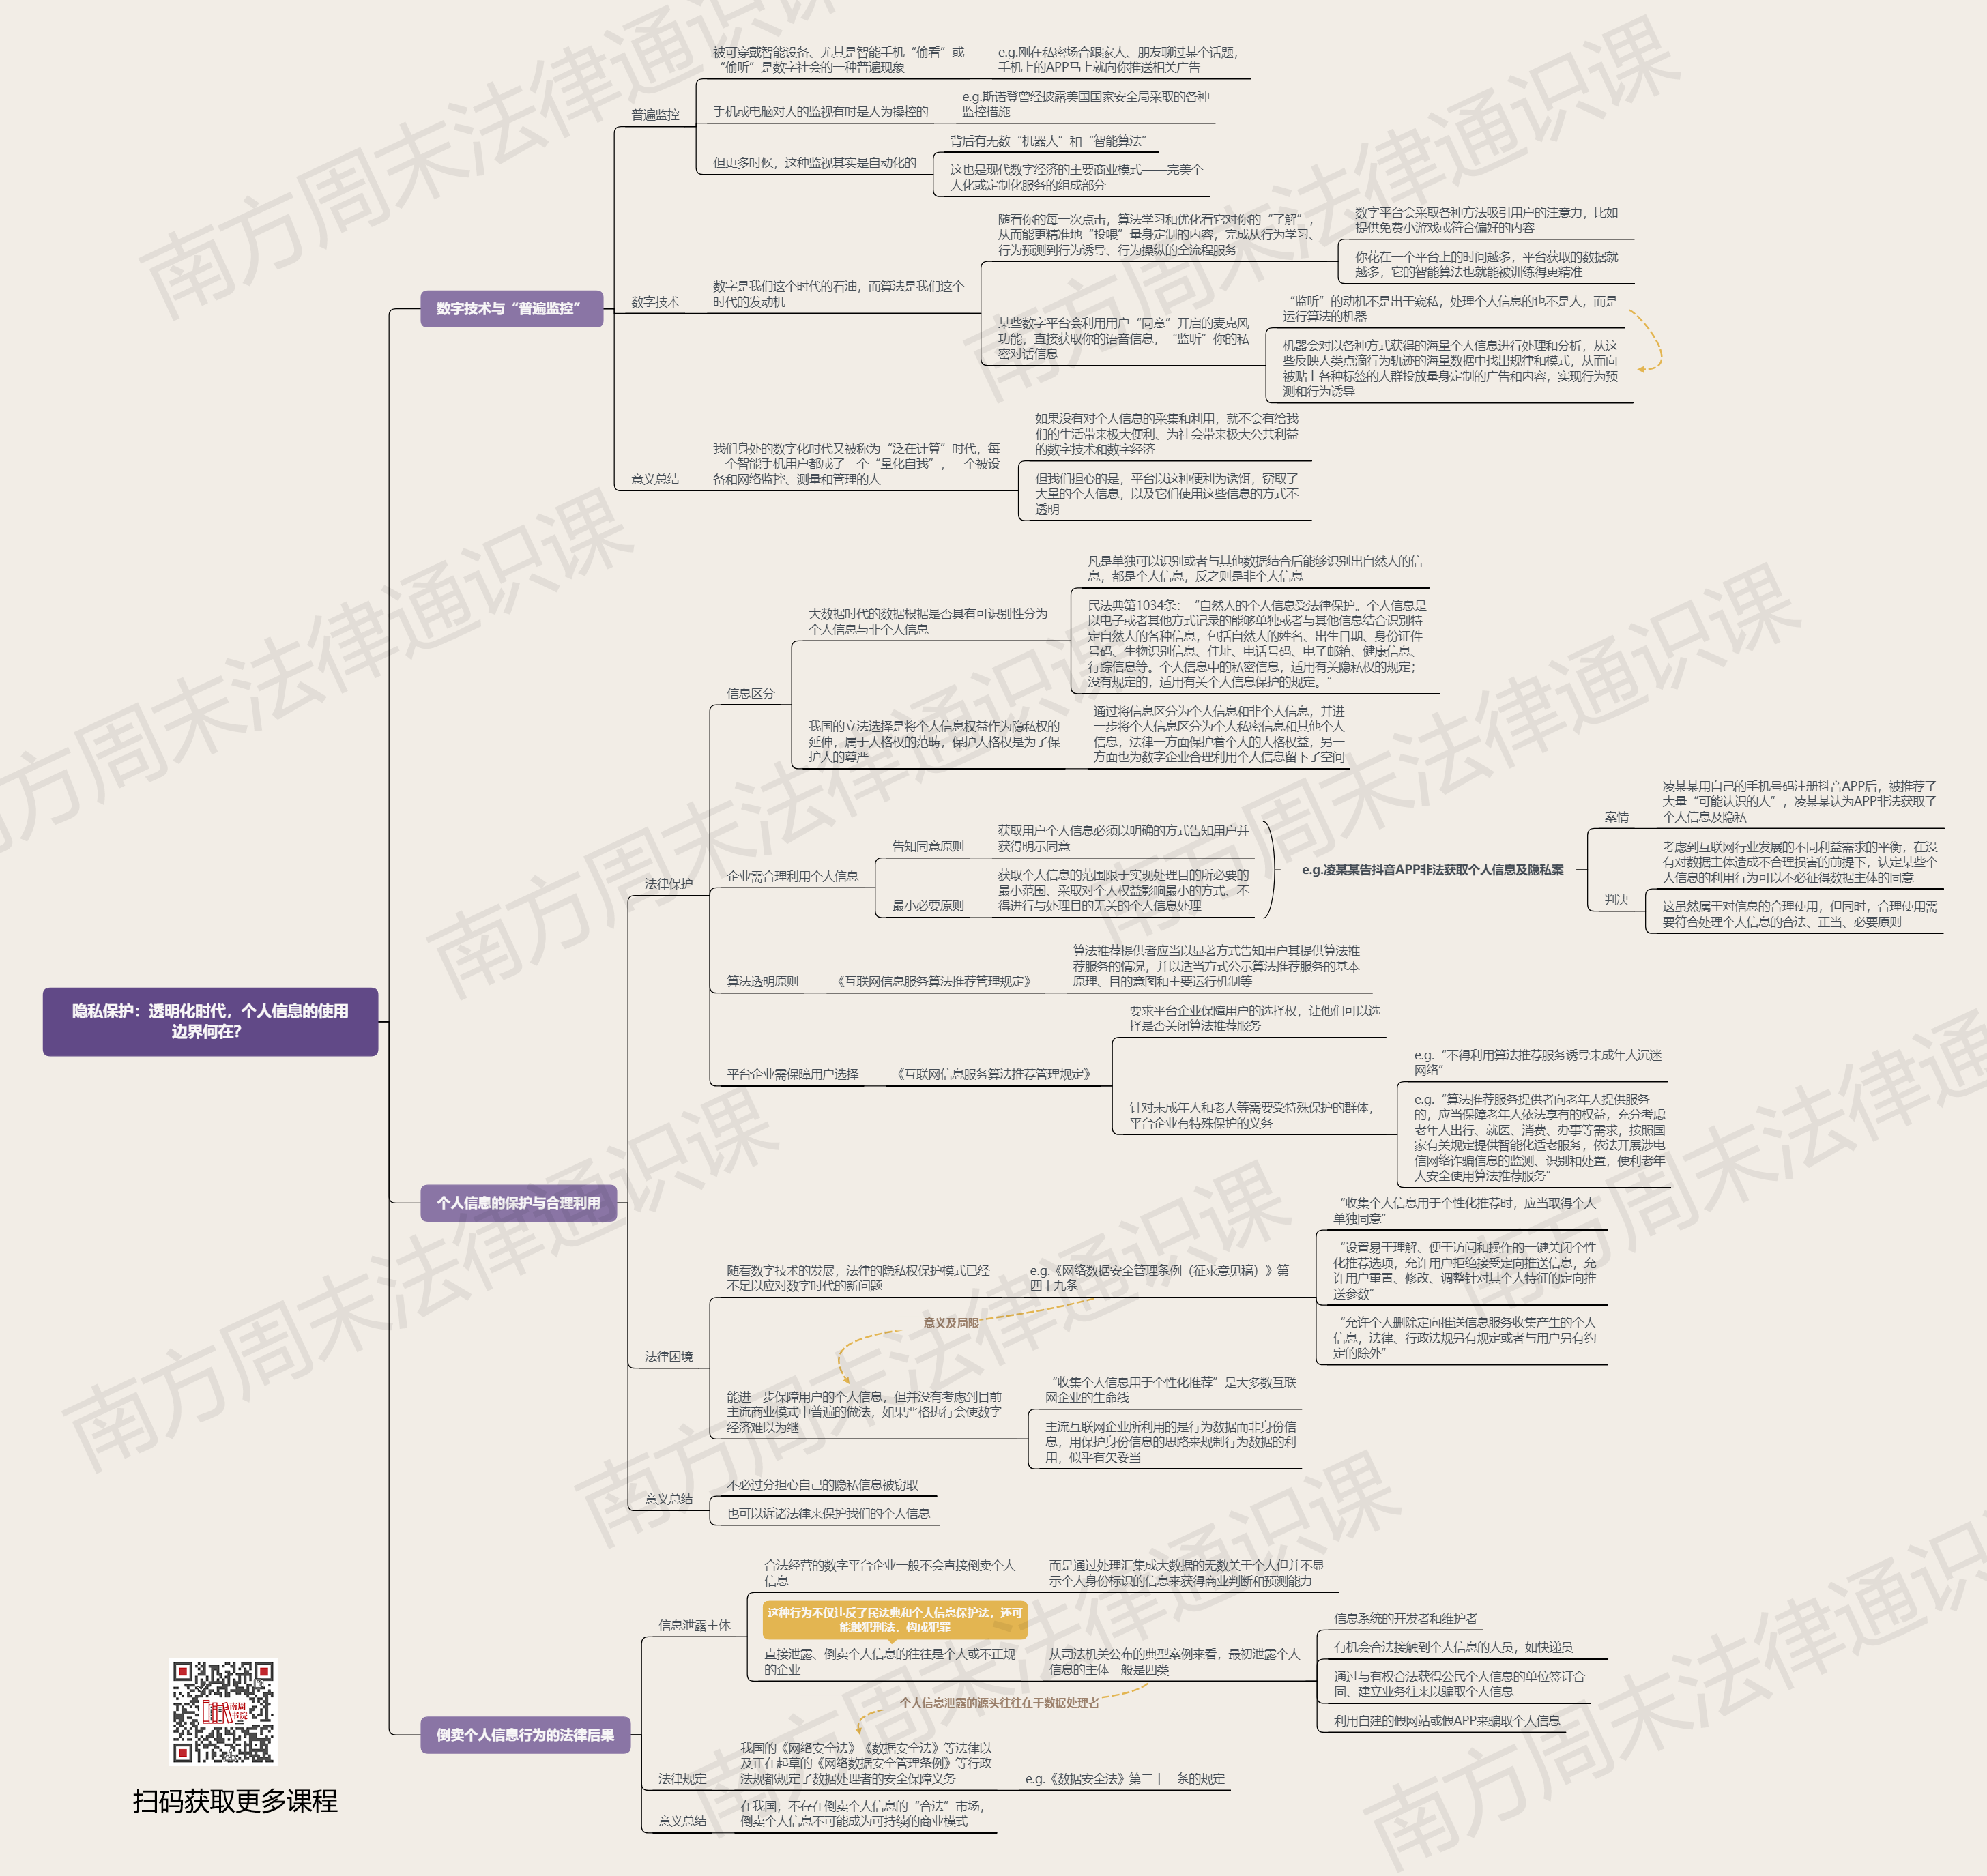 隐私保护：透明化时代，个人信息的使用
边界何在？
数字技术与“普遍监控”
普遍监控
被可穿戴智能设备、尤其是智能手机“偷看”或
“偷听”是数字社会的一种普遍现象
e.g.刚在私密场合跟家人、朋友聊过某个话题，
手机上的APP马上就向你推送相关广告
手机或电脑对人的监视有时是人为操控的
e.g.斯诺登曾经披露美国国家安全局采取的各种
监控措施
但更多时候，这种监视其实是自动化的
背后有无数“机器人”和“智能算法”
这也是现代数字经济的主要商业模式——完美个
人化或定制化服务的组成部分
数字技术
数字是我们这个时代的石油，而算法是我们这个
时代的发动机
随着你的每一次点击，算法学习和优化着它对你的“了解”，
从而能更精准地“投喂”量身定制的内容，完成从行为学习、
行为预测到行为诱导、行为操纵的全流程服务
数字平台会采取各种方法吸引用户的注意力，比如
提供免费小游戏或符合偏好的内容
你花在一个平台上的时间越多，平台获取的数据就
越多，它的智能算法也就能被训练得更精准
某些数字平台会利用用户“同意”开启的麦克风
功能，直接获取你的语音信息，“监听”你的私
密对话信息
“监听”的动机不是出于窥私，处理个人信息的也不是人，而是
运行算法的机器
机器会对以各种方式获得的海量个人信息进行处理和分析，从这
些反映人类点滴行为轨迹的海量数据中找出规律和模式，从而向
被贴上各种标签的人群投放量身定制的广告和内容，实现行为预
测和行为诱导
意义总结
我们身处的数字化时代又被称为“泛在计算”时代，每
一个智能手机用户都成了一个“量化自我”，一个被设
备和网络监控、测量和管理的人
如果没有对个人信息的采集和利用，就不会有给我
们的生活带来极大便利、为社会带来极大公共利益
的数字技术和数字经济
但我们担心的是，平台以这种便利为诱饵，窃取了
大量的个人信息，以及它们使用这些信息的方式不
透明
个人信息的保护与合理利用
法律保护
信息区分
大数据时代的数据根据是否具有可识别性分为
个人信息与非个人信息
凡是单独可以识别或者与其他数据结合后能够识别出自然人的信
息，都是个人信息，反之则是非个人信息
民法典第1034条：“自然人的个人信息受法律保护。个人信息是
以电子或者其他方式记录的能够单独或者与其他信息结合识别特
定自然人的各种信息，包括自然人的姓名、出生日期、身份证件
号码、生物识别信息、住址、电话号码、电子邮箱、健康信息、
行踪信息等。个人信息中的私密信息，适用有关隐私权的规定；
没有规定的，适用有关个人信息保护的规定。”
我国的立法选择是将个人信息权益作为隐私权的
延伸，属于人格权的范畴，保护人格权是为了保
护人的尊严
通过将信息区分为个人信息和非个人信息，并进
一步将个人信息区分为个人私密信息和其他个人
信息，法律一方面保护着个人的人格权益，另一
方面也为数字企业合理利用个人信息留下了空间
企业需合理利用个人信息
告知同意原则
获取用户个人信息必须以明确的方式告知用户并
获得明示同意
最小必要原则
获取个人信息的范围限于实现处理目的所必要的
最小范围、采取对个人权益影响最小的方式、不
得进行与处理目的无关的个人信息处理
e.g.凌某某告抖音APP非法获取个人信息及隐私案
案情
凌某某用自己的手机号码注册抖音APP后，被推荐了
大量“可能认识的人”，凌某某认为APP非法获取了
个人信息及隐私
判决
考虑到互联网行业发展的不同利益需求的平衡，在没
有对数据主体造成不合理损害的前提下，认定某些个
人信息的利用行为可以不必征得数据主体的同意
这虽然属于对信息的合理使用，但同时，合理使用需
要符合处理个人信息的合法、正当、必要原则
算法透明原则
《互联网信息服务算法推荐管理规定》
算法推荐提供者应当以显著方式告知用户其提供算法推
荐服务的情况，并以适当方式公示算法推荐服务的基本
原理、目的意图和主要运行机制等
平台企业需保障用户选择
《互联网信息服务算法推荐管理规定》
要求平台企业保障用户的选择权，让他们可以选
择是否关闭算法推荐服务
针对未成年人和老人等需要受特殊保护的群体，
平台企业有特殊保护的义务
e.g.“不得利用算法推荐服务诱导未成年人沉迷
网络”
e.g.“算法推荐服务提供者向老年人提供服务
的，应当保障老年人依法享有的权益，充分考虑
老年人出行、就医、消费、办事等需求，按照国
家有关规定提供智能化适老服务，依法开展涉电
信网络诈骗信息的监测、识别和处置，便利老年
人安全使用算法推荐服务”
法律困境
随着数字技术的发展，法律的隐私权保护模式已经
不足以应对数字时代的新问题
e.g.《网络数据安全管理条例（征求意见稿）》第
四十九条
“收集个人信息用于个性化推荐时，应当取得个人
单独同意”
“设置易于理解、便于访问和操作的一键关闭个性
化推荐选项，允许用户拒绝接受定向推送信息，允
许用户重置、修改、调整针对其个人特征的定向推
送参数”
“允许个人删除定向推送信息服务收集产生的个人
信息，法律、行政法规另有规定或者与用户另有约
定的除外”
意义及局限
能进一步保障用户的个人信息，但并没有考虑到目前
主流商业模式中普遍的做法，如果严格执行会使数字
经济难以为继
“收集个人信息用于个性化推荐”是大多数互联
网企业的生命线
主流互联网企业所利用的是行为数据而非身份信
息，用保护身份信息的思路来规制行为数据的利
用，似乎有欠妥当
意义总结
不必过分担心自己的隐私信息被窃取
也可以诉诸法律来保护我们的个人信息
倒卖个人信息行为的法律后果
信息泄露主体
合法经营的数字平台企业一般不会直接倒卖个人
信息
而是通过处理汇集成大数据的无数关于个人但并不显
示个人身份标识的信息来获得商业判断和预测能力
这种行为不仅违反了民法典和个人信息保护法，还可
能触犯刑法，构成犯罪
直接泄露、倒卖个人信息的往往是个人或不正规
的企业
从司法机关公布的典型案例来看，最初泄露个人
信息的主体一般是四类
信息系统的开发者和维护者
有机会合法接触到个人信息的人员，如快递员
通过与有权合法获得公民个人信息的单位签订合
同、建立业务往来以骗取个人信息
利用自建的假网站或假APP来骗取个人信息
个人信息泄露的源头往往在于数据处理者
法律规定
我国的《网络安全法》《数据安全法》等法律以
及正在起草的《网络数据安全管理条例》等行政
法规都规定了数据处理者的安全保障义务
e.g.《数据安全法》第二十一条的规定
意义总结
在我国，不存在倒卖个人信息的“合法”市场，
倒卖个人信息不可能成为可持续的商业模式
南周
书院
扫码获取更多课程
南方周末法律通识课
南方周末法律通识课
南方周末法律通识课
南方周末法律通识课
南方周末法律通识课
南方周末法律通识课
南方周末法律通识课
南方周末法律通识课
南方周末法律通识课
南方周末法律通识课